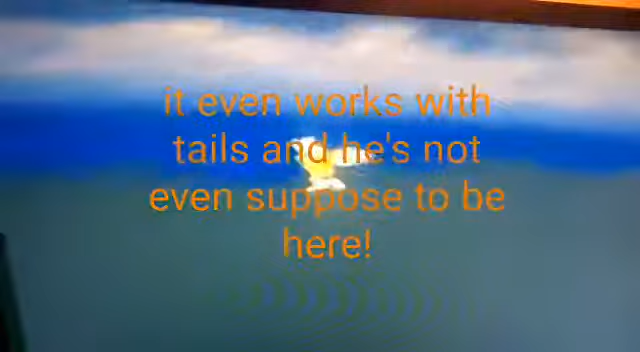 it even works with
tails and he's not
even suppose to be
here!